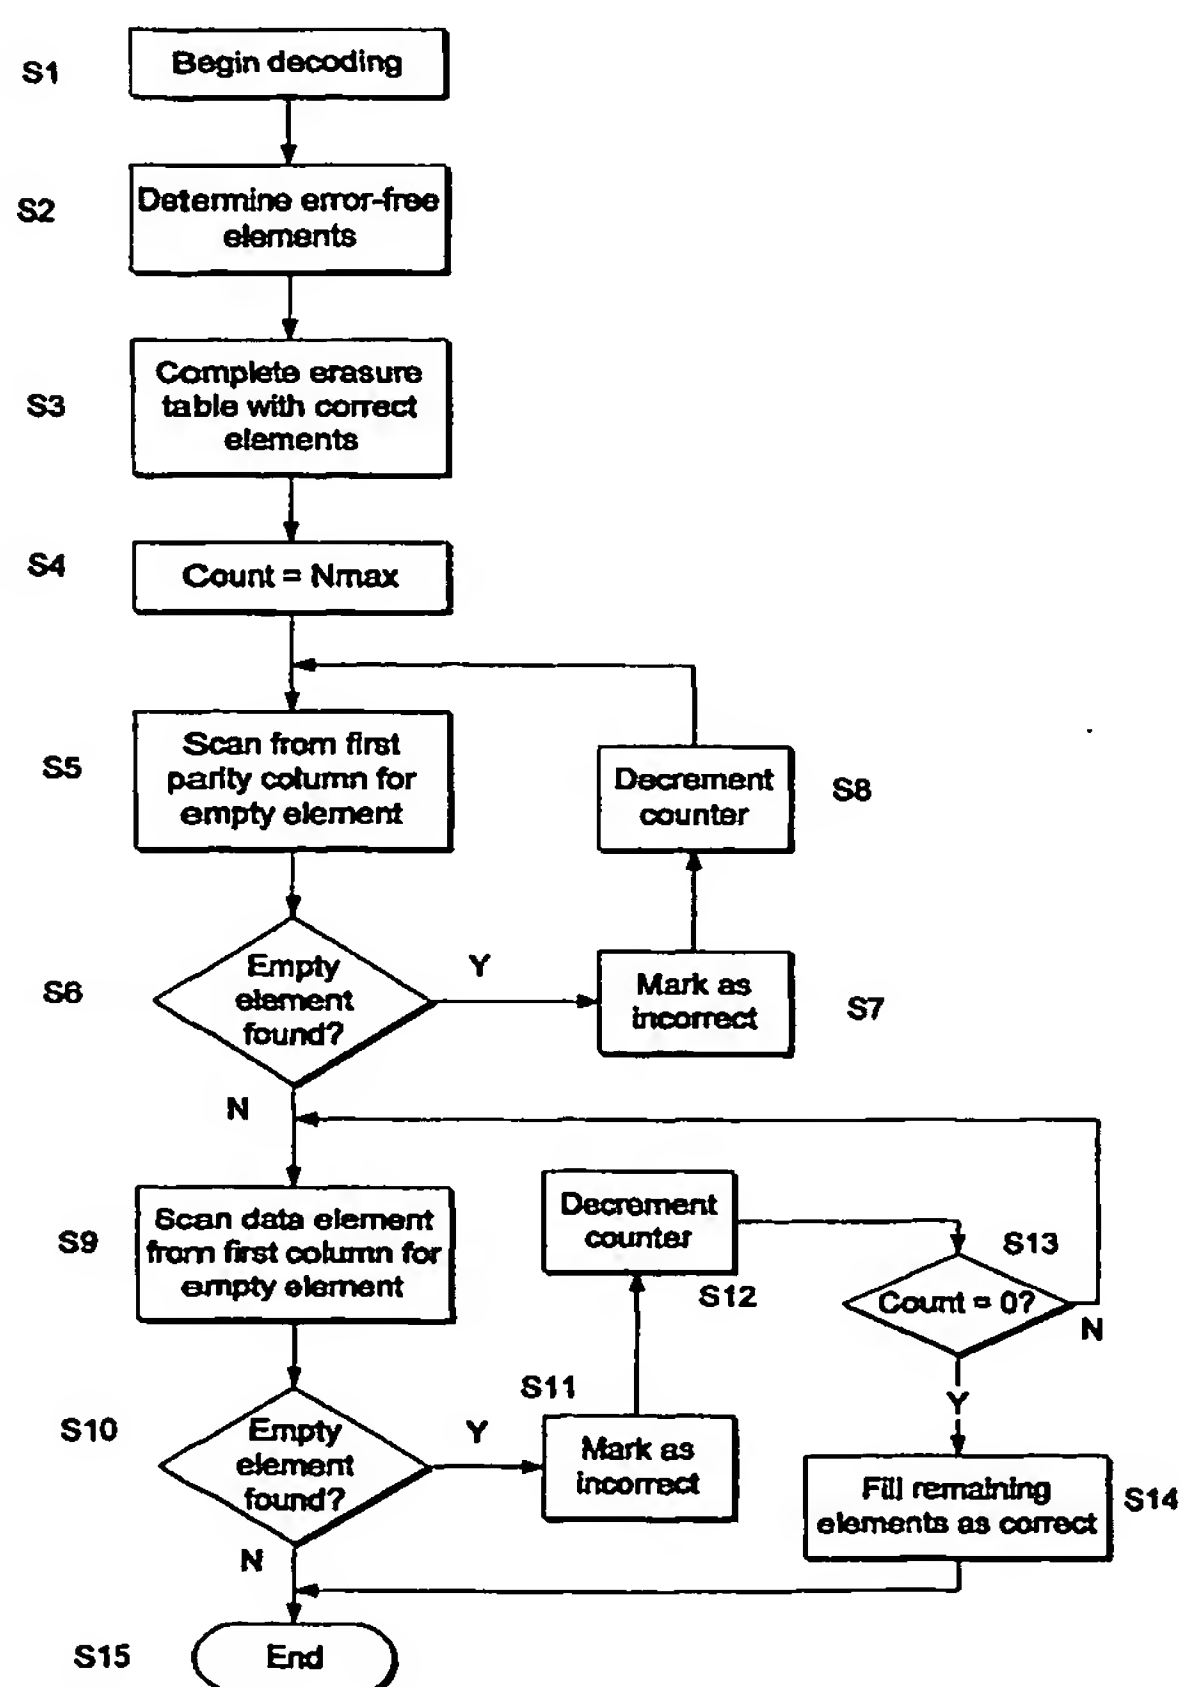 S1
Begin decoding
S2
Determine error-free
elements
S3
Complete erasure
table with correct
elements
S4
Count = Nmax
S5
Scan from first
parity column for
empty element
Decrement
counter
S8
S6
Empty
element
found?
Y
Mark as
incorrect
S7
N
S9
Scan data element
from first column for
empty element
Decrement
counter
S12
S13
Count = 0?
N
S10
Empty
element
found?
Y
S11
Mark as
incorrect
Y
Fill remaining
elements as correct
S14
N
S15
End